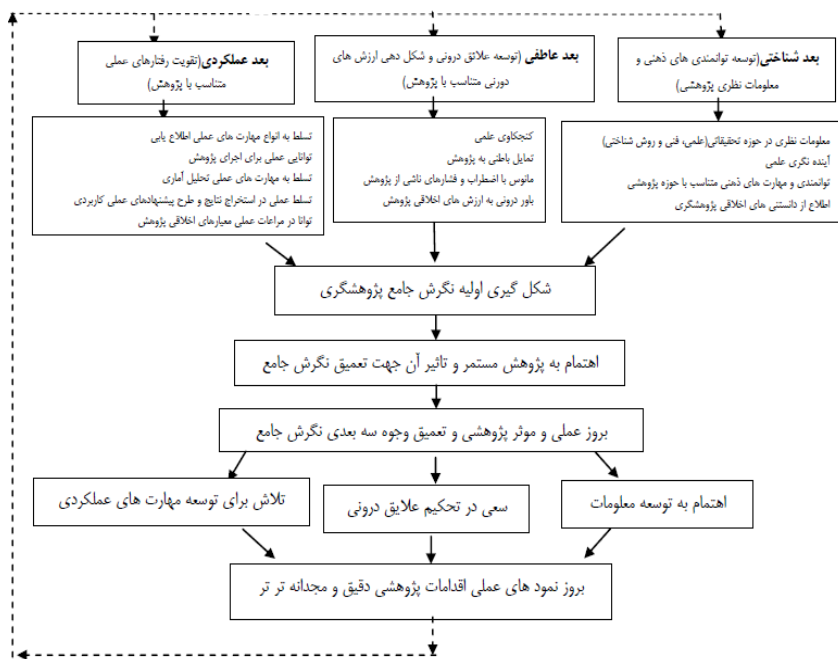 بعد شناختی(توسعه توانمندی های ذهنی و
معلومات نظری پژوهشی)
بعد عاطفی(توسعه علائق درونی و شکل دهی ارزش های
دورنی متناسب با پژوهش)
بعد عملکردی(تقویت رفتارهای عملی
متناسب با پژوهش)
معلومات نظری در حوزه تحقیقاتی(علمی، فنی و روش شناختی)
آینده نگری علمی
توانمندی و مهارت های ذهنی متناسب با حوزه پژوهشی
اطلاع از دانستنی های اخلاقی پژوهشگری
کنجکاوی علمی
تمایل باطنی به پژوهش
مانوس با اضطراب و فشارهای ناشی از پژوهش
باور درونی به ارزش های اخلاقی پژوهش
تسلط به انواع مهارت های عملی اطلاع یابی
توانایی عملی برای اجرای پژوهش
تسلط به مهارت های عملی تحلیل آماری
تسلط عملی در استخراج نتایج و طرح پیشنهادهای عملی کاربردی
توانا در مراعات عملی معیارهای اخلاقی پژوهش
شکل گیری اولیه نگرش جامع پژوهشگری
اهتمام به پژوهش مستمر و تاثیر آن جهت تعمیق نگرش جامع
بروز عملی و موثر پژوهشی و تعمیق وجوه سه بعدی نگرش جامع
اهتمام به توسعه معلومات
سعی در تحکیم علایق درونی
تلاش برای توسعه مهارت های عملکردی
بروز نمود های عملی اقدامات پژوهشی دقیق و مجدانه تر تر